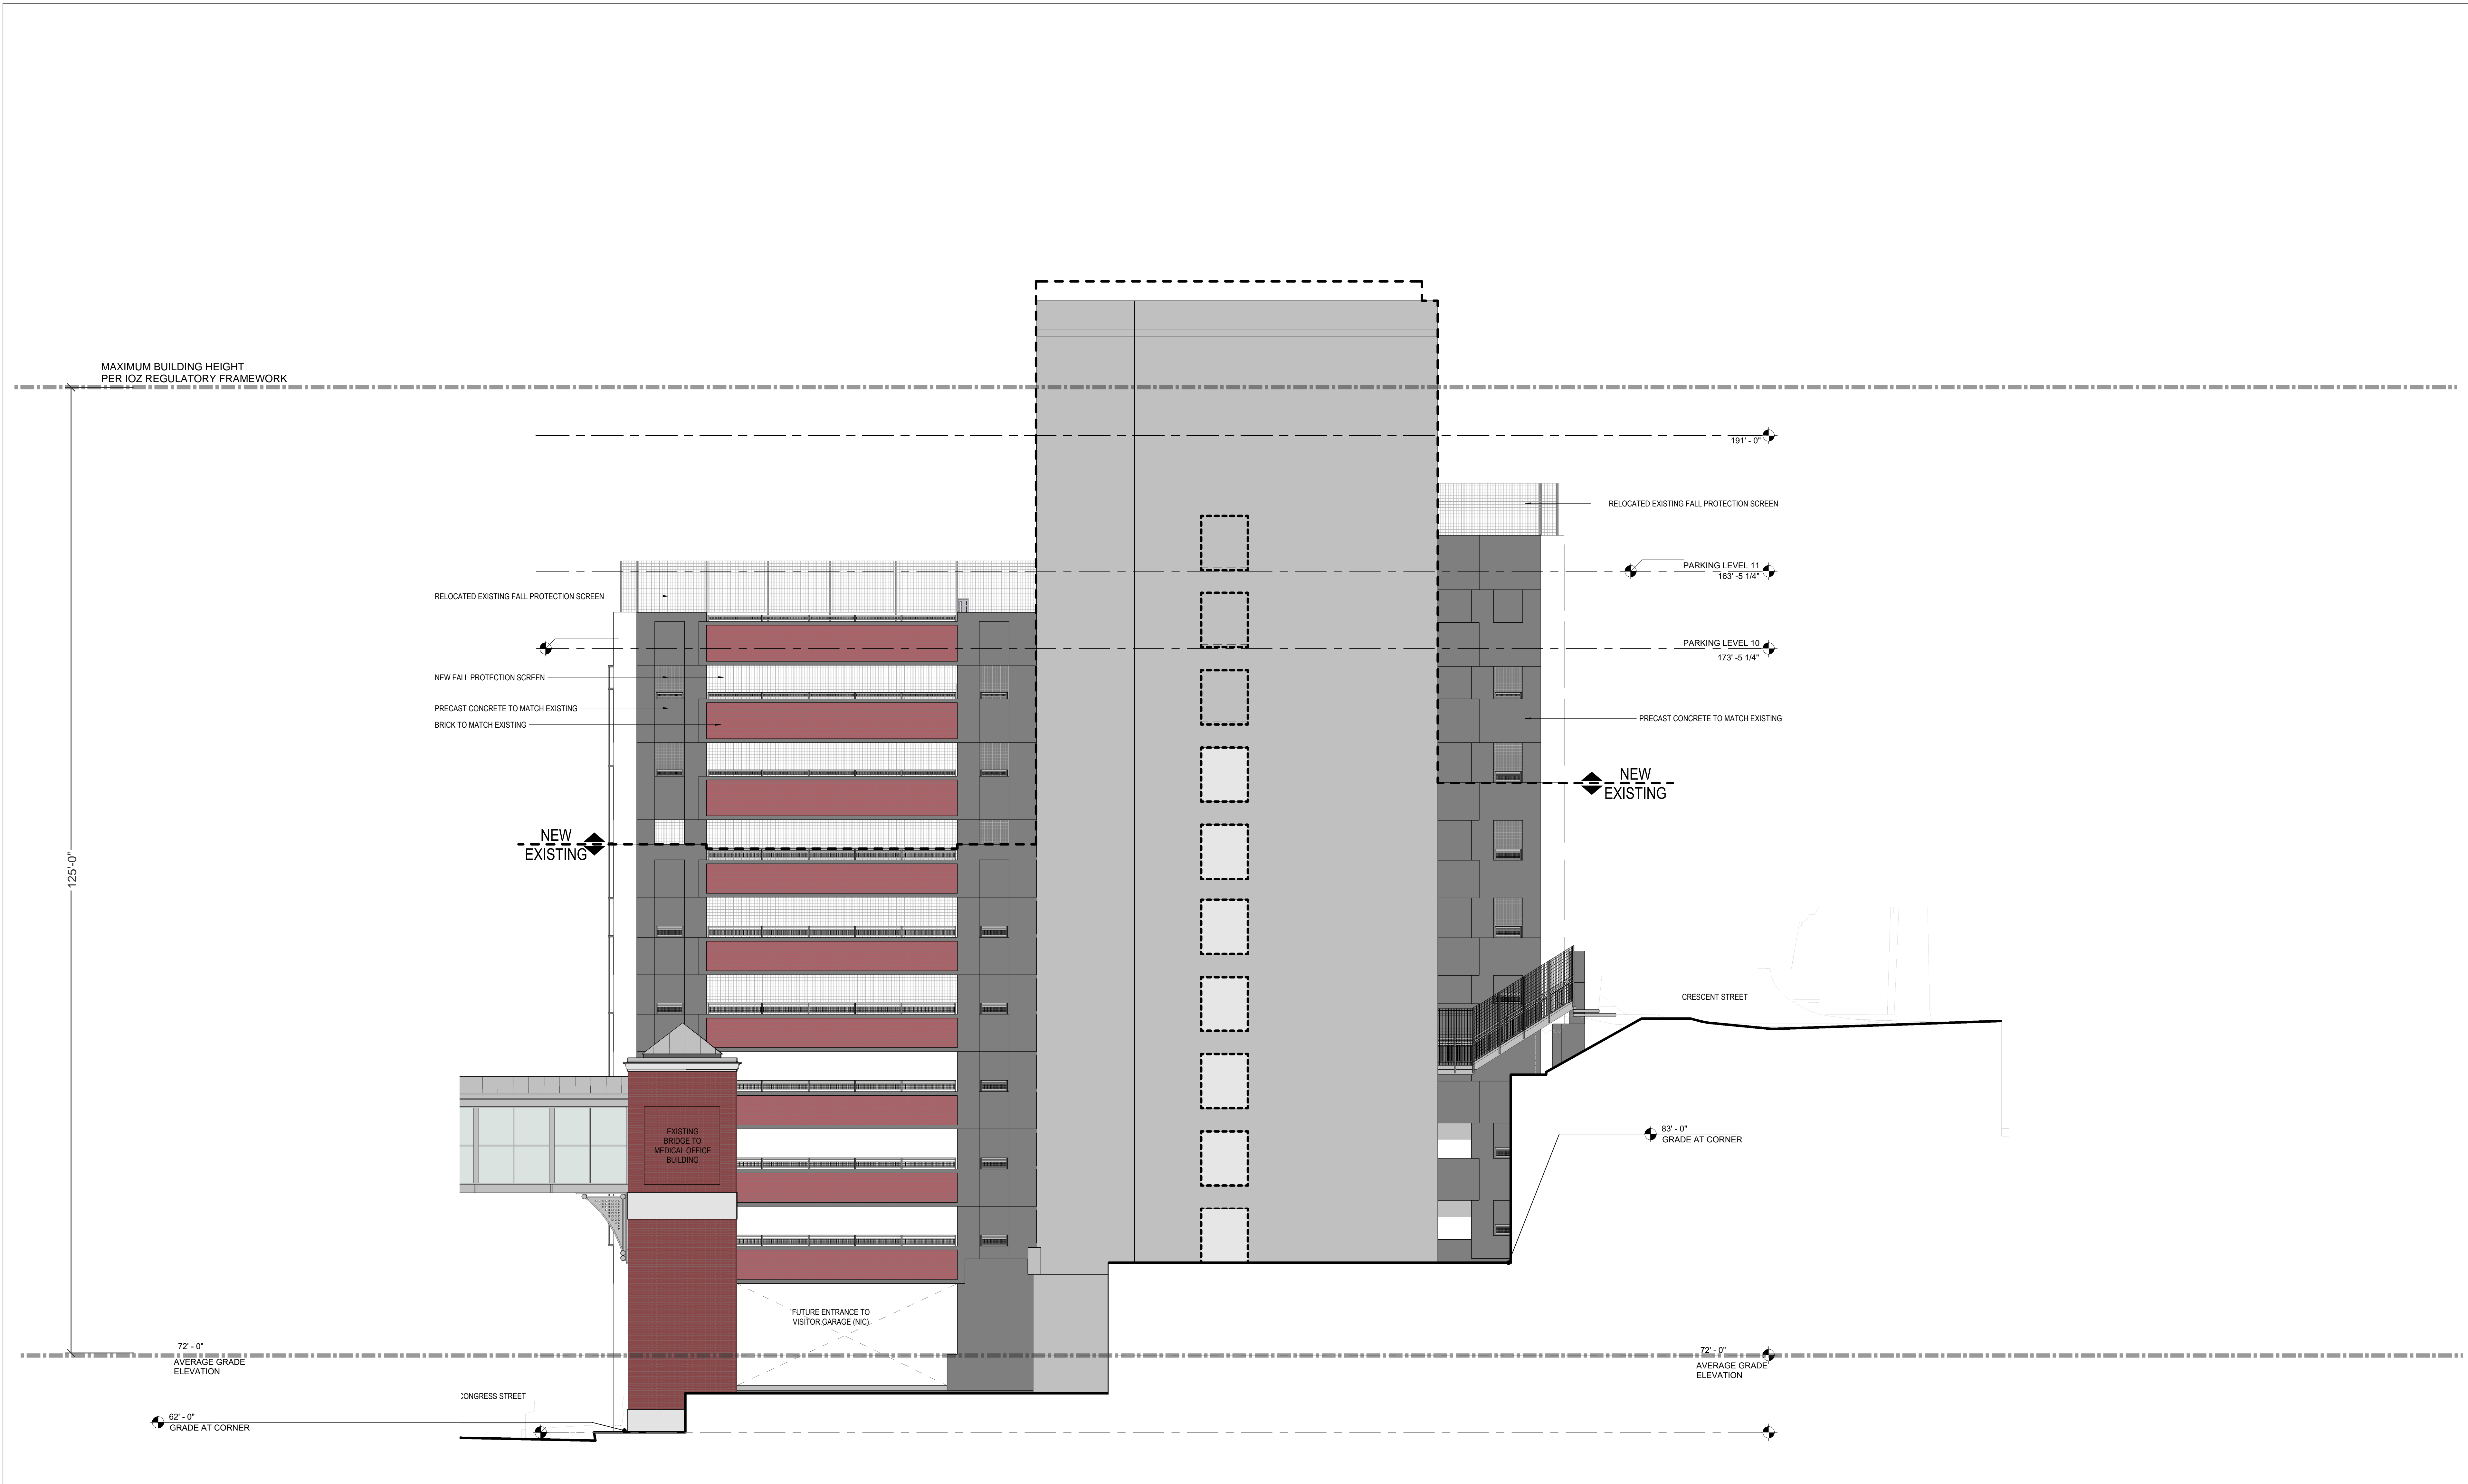 MAXIMUM BUILDING HEIGHT
PER IOZ REGULATORY FRAMEWORK
191' - 0"
RELOCATED EXISTING FALL PROTECTION SCREEN
PARKING LEVEL 11
163' -5 1/4"
RELOCATED EXISTING FALL PROTECTION SCREEN
PARKING LEVEL 10
173' -5 1/4"
NEW FALL PROTECTION SCREEN
PRECAST CONCRETE TO MATCH EXISTING
BRICK TO MATCH EXISTING
PRECAST CONCRETE TO MATCH EXISTING
NEW
EXISTING
NEW
EXISTING
125'-0"
CRESCENT STREET
EXISTING
BRIDGE TO
MEDICAL OFFICE
BUILDING
83' - 0"
GRADE AT CORNER
FUTURE ENTRANCE TO
VISITOR GARAGE (NIC)
72' - 0"
AVERAGE GRADE
ELEVATION
72' - 0"
AVERAGE GRADE
ELEVATION
CONGRESS STREET
62' - 0"
GRADE AT CORNER